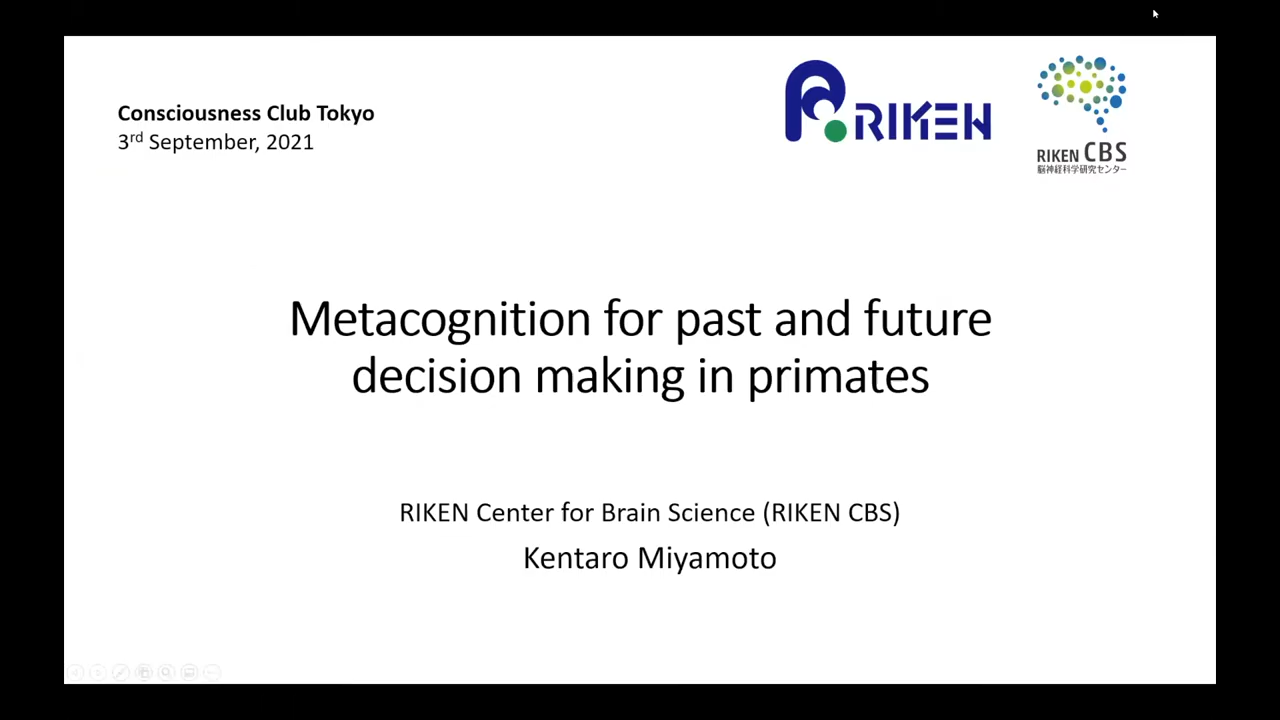 Consciousness Club Tokyo
3rd September, 2021
RIKEN
RIKEN CBS
脳神経科学研究センター
Metacognition for past and future
decision making in primates
RIKEN Center for Brain Science (RIKEN CBS)
Kentaro Miyamoto